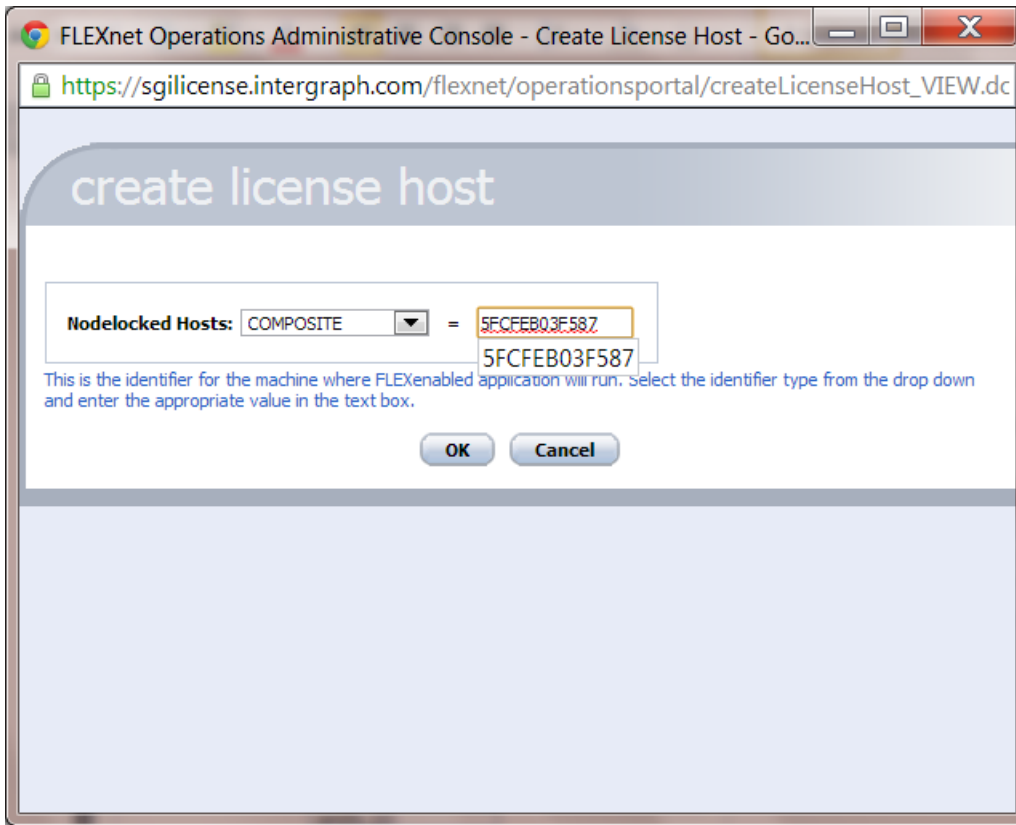 FLEXnet Operations Administrative Console - Create License Host - Go...
https://sgilicense.intergraph.com/flexnet/operationsportal/createLicenseHost_VIEW.dc
create license host
Nodelocked Hosts: COMPOSITE = 5FCFEB03F587
5FCFEB03F587
This is the identifier for the machine where FLEXenabled application will run. Select the identifier type from the drop down
and enter the appropriate value in the text box.
OK Cancel